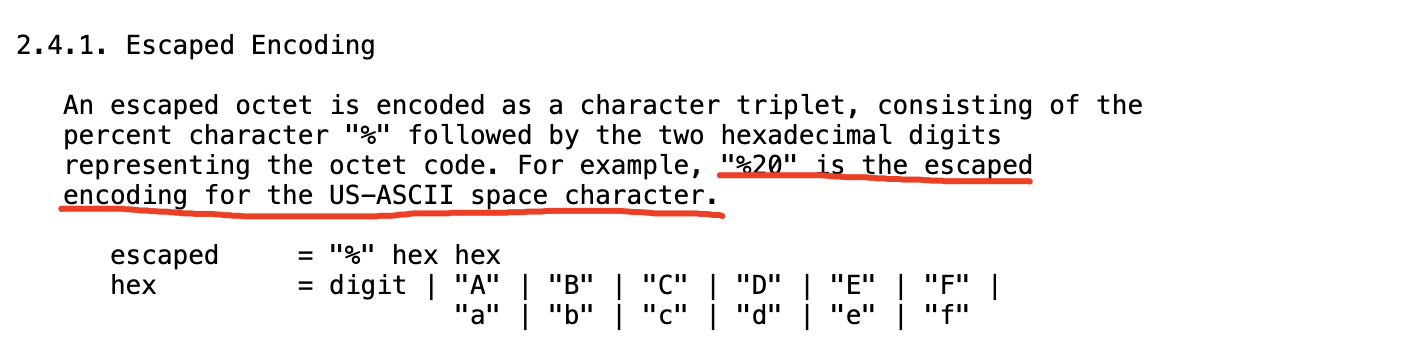 2.4.1. Escaped Encoding
An escaped octet is encoded as a character triplet, consisting of the
percent character "%" followed by the two hexadecimal digits
representing the octet code. For example, "%20" is the escaped
encoding for the US-ASCII space character.
escaped = "%" hex hex
hex = digit | "A" | "B" | "C" | "D" | "E" | "F" |
"a" | "b" | "c" | "d" | "e" | "f"